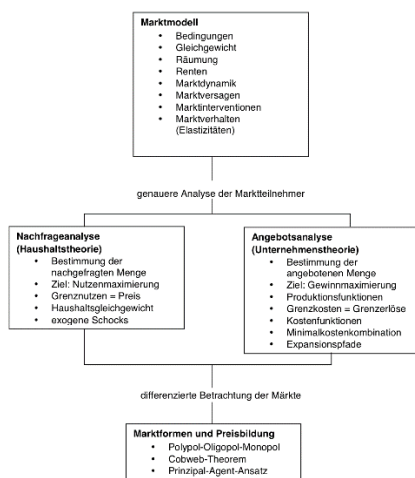 Marktmodell
• Bedingungen
• Gleichgewicht
• Räumung
• Renten
• Marktdynamik
• Marktversagen
• Marktinterventionen
• Marktverhalten
(Elastizitäten)
genauere Analyse der Marktteilnehmer
Nachfrageanalyse
(Haushaltstheorie)
• Bestimmung der
nachgefragten Menge
• Ziel: Nutzenmaximierung
• Grenznutzen = Preis
• Haushaltsgleichgewicht
• exogene Schocks
Angebotsanalyse
(Unternehmenstheorie)
• Bestimmung der
angebotenen Menge
• Ziel: Gewinnmaximierung
• Produktionsfunktionen
• Grenzkosten = Grenzerlöse
• Kostenfunktionen
• Minimalkostenkombination
• Expansionspfade
differenzierte Betrachtung der Märkte
Marktformen und Preisbildung
• Polypol-Oligopol-Monopol
• Cobweb-Theorem
• Prinzipal-Agent-Ansatz